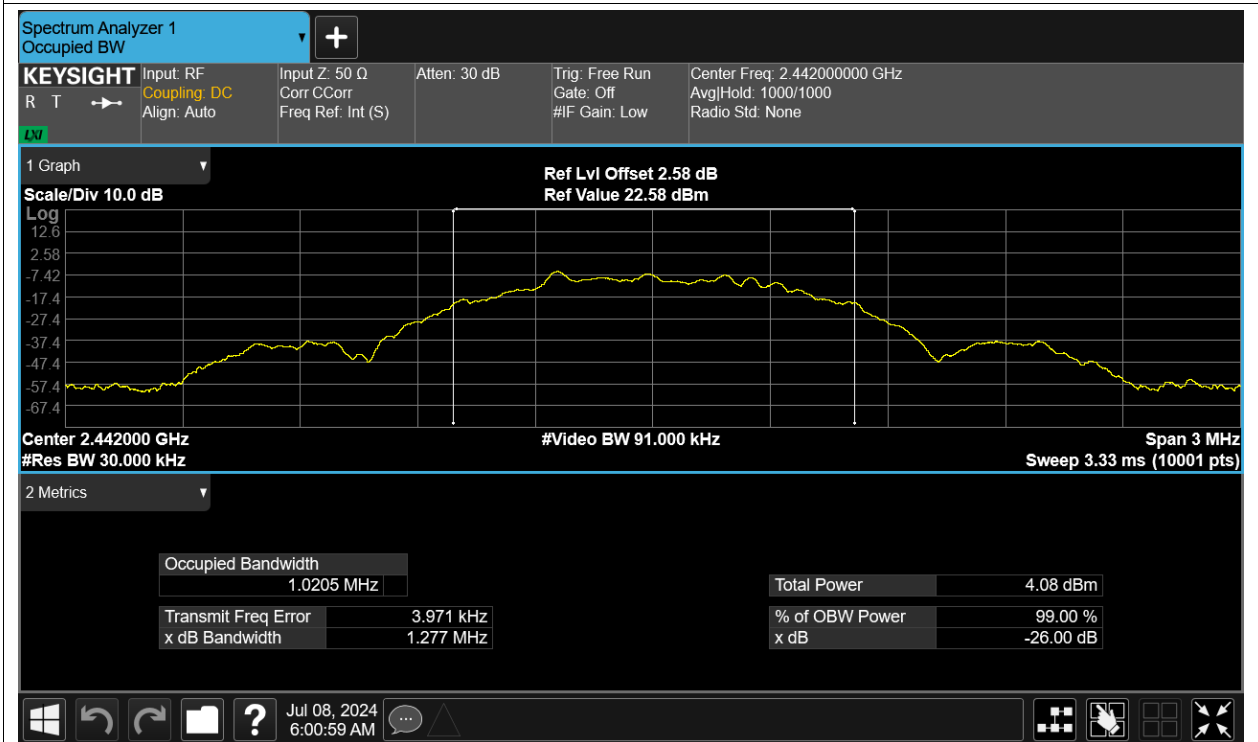 Spectrum Analyzer 1
Occupied BW
KEYSIGHT
R T
LXI
Input: RF
Coupling: DC
Align: Auto
Input Z: 50 Ω
Corr CCorr
Freq Ref: Int (S)
Atten: 30 dB
Trig: Free Run
Gate: Off
#IF Gain: Low
Center Freq: 2.442000000 GHz
Avg|Hold: 1000/1000
Radio Std: None
1 Graph
Scale/Div 10.0 dB
Ref Lvl Offset 2.58 dB
Ref Value 22.58 dBm
Log
12.6
2.58
-7.42
-17.4
-27.4
-37.4
-47.4
-57.4
-67.4
Center 2.442000 GHz
#Video BW 91.000 kHz
Span 3 MHz
#Res BW 30.000 kHz
Sweep 3.33 ms (10001 pts)
2 Metrics
Occupied Bandwidth
1.0205 MHz
Total Power 4.08 dBm
Transmit Freq Error 3.971 kHz
% of OBW Power 99.00 %
x dB Bandwidth 1.277 MHz
x dB -26.00 dB
?
Jul 08, 2024
6:00:59 AM